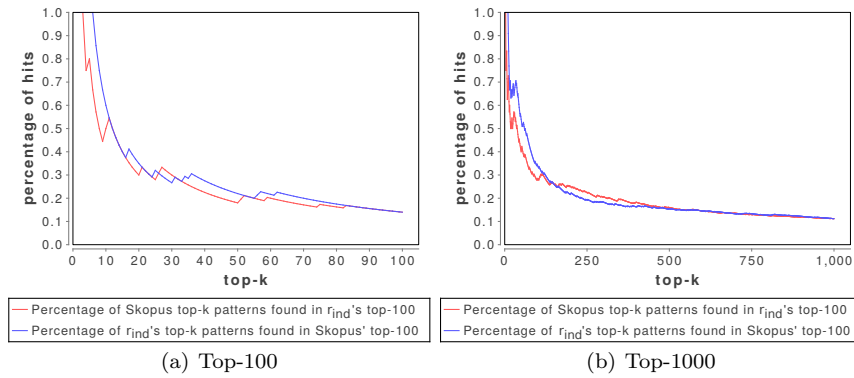 1.0
0.9
0.8
0.7
0.6
0.5
0.4
0.3
0.2
0.1
0.0
percentage of hits
0 10 20 30 40 50 60 70 80 90 100
top-k
Percentage of Skopus top-k patterns found in rind's top-100
Percentage of rind's top-k patterns found in Skopus' top-100
(a) Top-100
1.0
0.9
0.8
0.7
0.6
0.5
0.4
0.3
0.2
0.1
0.0
percentage of hits
0 250 500 750 1,000
top-k
Percentage of Skopus top-k patterns found in rind's top-100
Percentage of rind's top-k patterns found in Skopus' top-100
(b) Top-1000